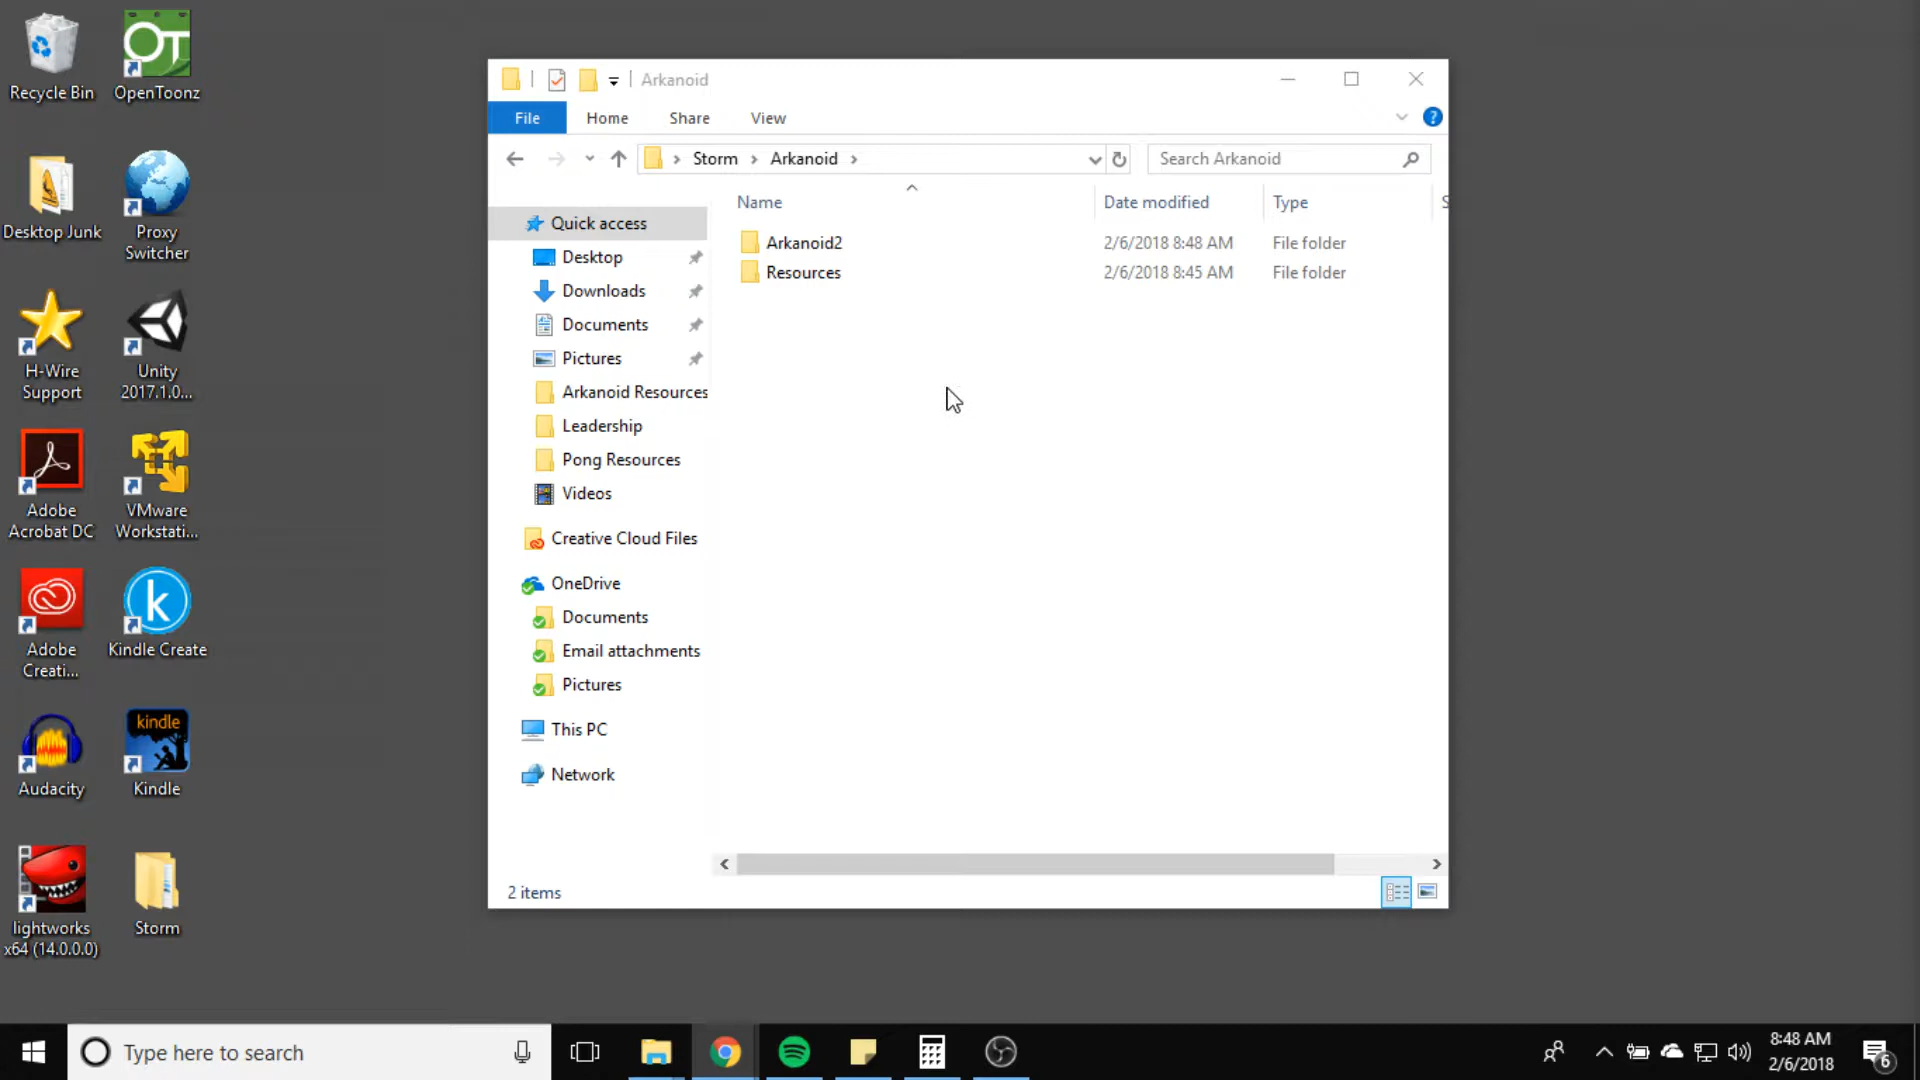 Recycle Bin
OpenToonz
Desktop Junk
Proxy
Switcher
H-Wire
Support
Unity
2017.1.0...
Adobe
Acrobat DC
VMware
Workstati...
Adobe
Creati...
Kindle Create
Audacity
kindle
Kindle
lightworks
x64 (14.0.0.0)
Storm
Arkanoid
File
Home
Share
View
Storm
Arkanoid
Search Arkanoid
Name
Date modified
Type
Arkanoid2
2/6/2018 8:48 AM
File folder
Resources
2/6/2018 8:45 AM
File folder
Quick access
Desktop
Downloads
Documents
Pictures
Arkanoid Resources
Leadership
Pong Resources
Videos
Creative Cloud Files
OneDrive
Documents
Email attachments
Pictures
This PC
Network
2 items
Type here to search
8:48 AM
2/6/2018
6